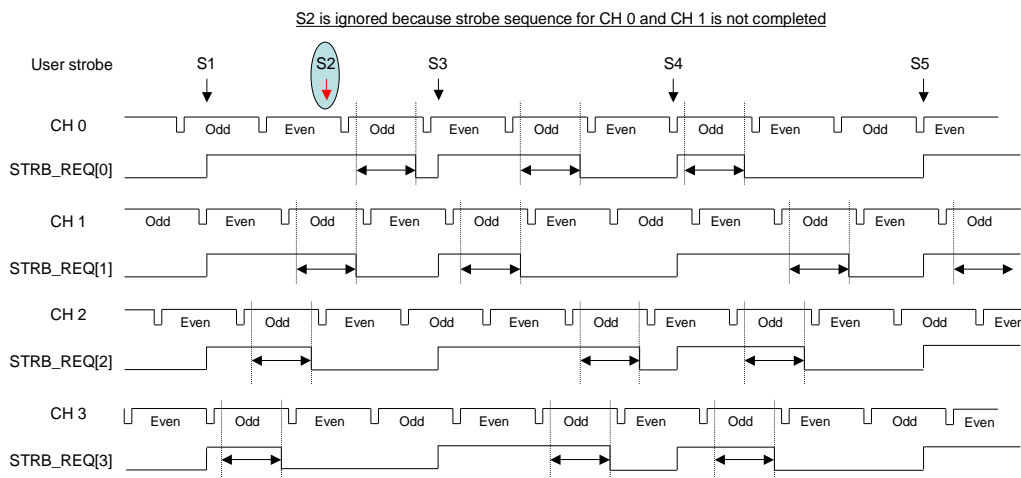 S2 is ignored because strobe sequence for CH 0 and CH 1 is not completed
User strobe S1 S2 S3 S4 S5
CH 0 Odd Even Odd Even Odd Even Odd Even Odd Even
STRB_REQ[0]
CH 1 Odd Even Odd Even Odd Even Odd Even Odd Even Odd
STRB_REQ[1]
CH 2 Even Odd Even Odd Even Odd Even Odd Even Odd Even
STRB_REQ[2]
CH 3 Even Odd Even Odd Even Odd Even Odd Even Odd Even
STRB_REQ[3]